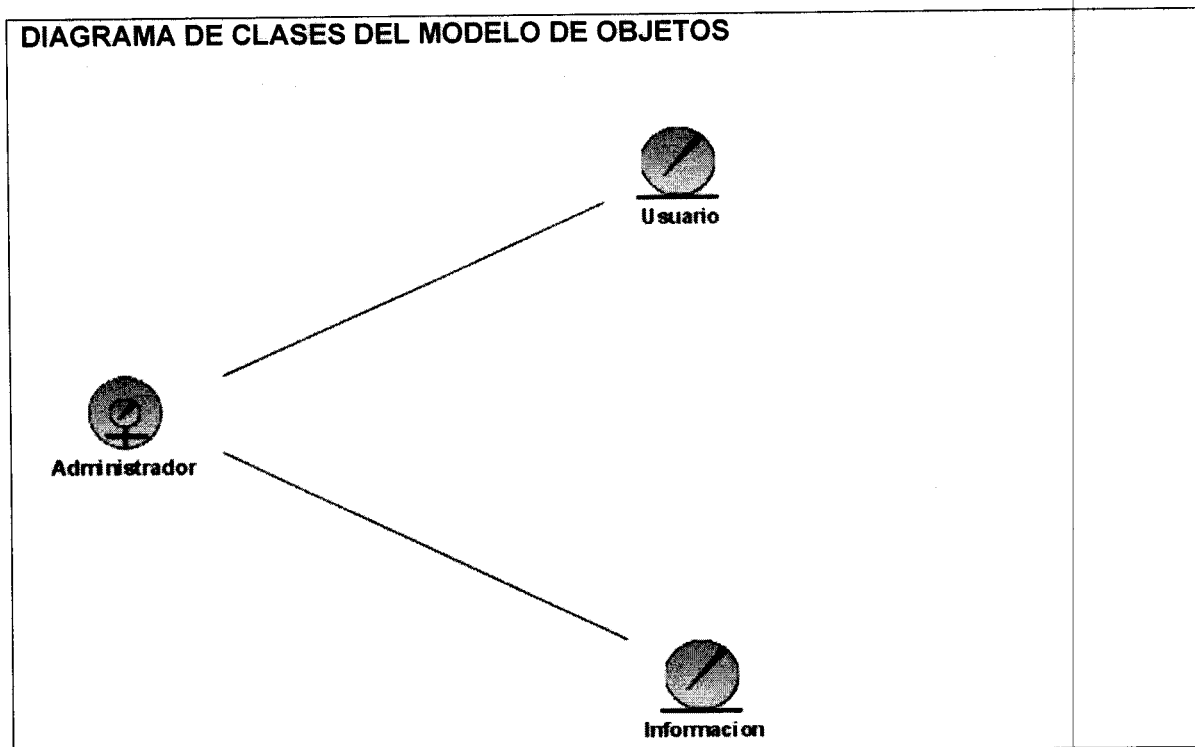 DIAGRAMA DE CLASES DEL MODELO DE OBJETOS
Usuario
Administrador
Informacion